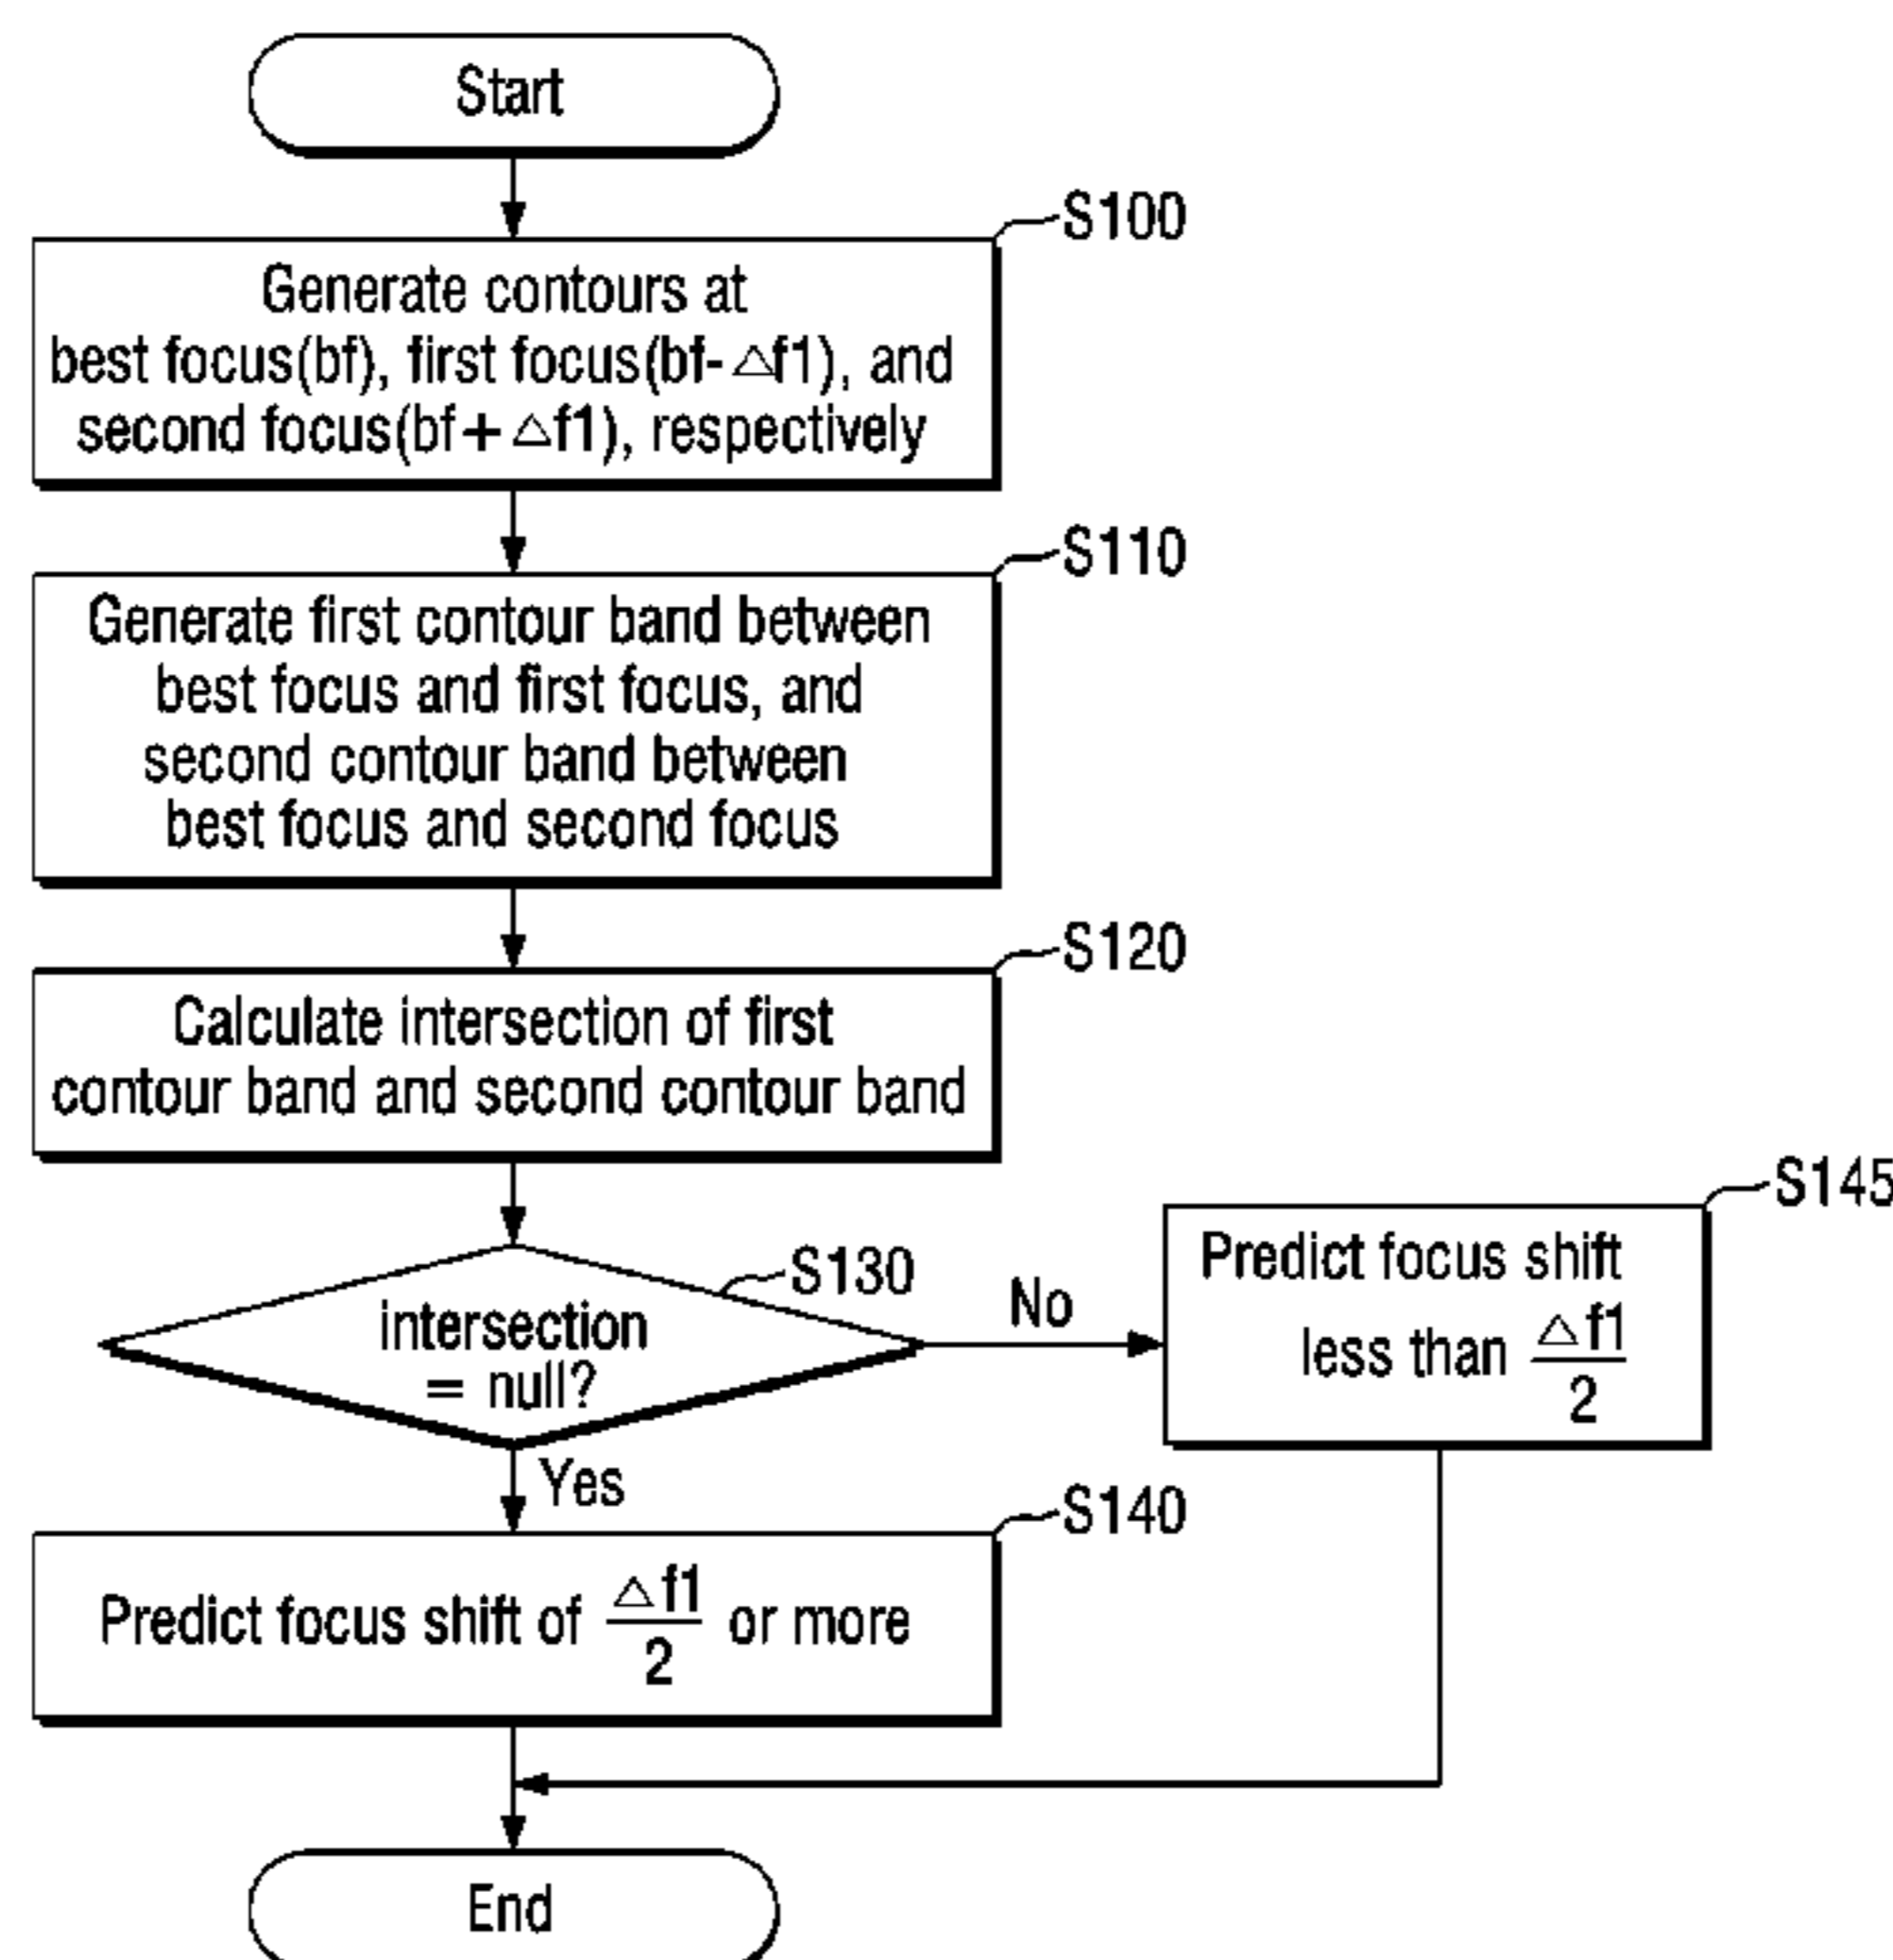 Start
S100
Generate contours at
best focus(bf), first focus(bf-△f1), and
second focus(bf+△f1), respectively
S110
Generate first contour band between
best focus and first focus, and
second contour band between
best focus and second focus
S120
Calculate intersection of first
contour band and second contour band
S130
intersection
= null?
No
S145
Predict focus shift
less than △f1/2
Yes
S140
Predict focus shift of △f1/2 or more
End